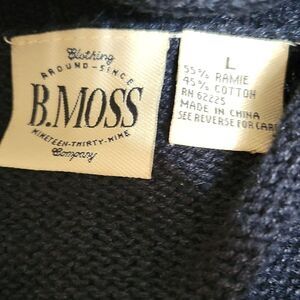 Clothing
AROUND-SINCE
B.MOSS
NINETEEN-THIRTY-NINE
Company
L
55% RAMIE
45% COTTON
RN 62225
MADE IN CHINA
SEE REVERSE FOR CARE